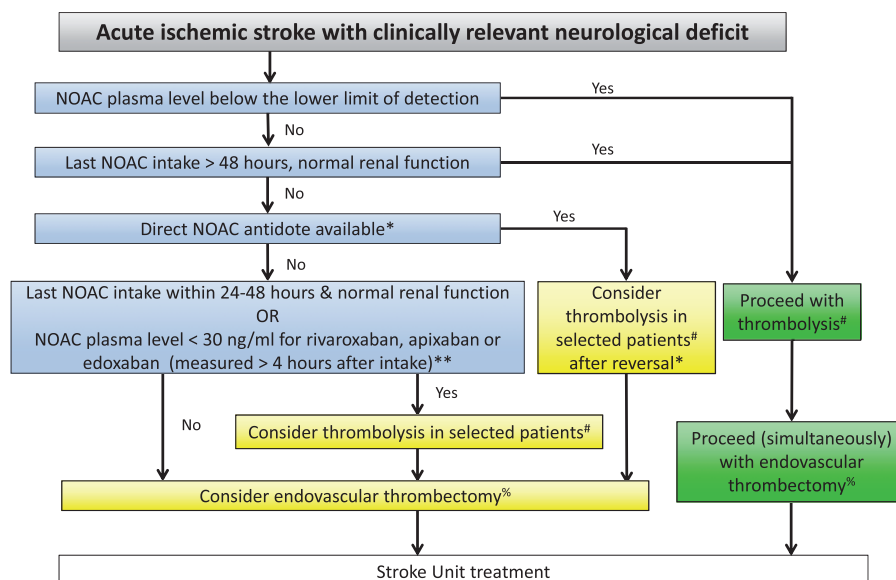 Acute ischemic stroke with clinically relevant neurological deficit
NOAC plasma level below the lower limit of detection
Yes
No
Last NOAC intake > 48 hours, normal renal function
Yes
No
Direct NOAC antidote available*
Yes
No
Last NOAC intake within 24-48 hours & normal renal function
OR
NOAC plasma level < 30 ng/ml for rivaroxaban, apixaban or
edoxaban (measured > 4 hours after intake)**
Consider
thrombolysis in
selected patients#
after reversal*
Proceed with
thrombolysis#
Yes
No
Consider thrombolysis in selected patients#
Proceed (simultaneously)
with endovascular
thrombectomy%
Consider endovascular thrombectomy%
Stroke Unit treatment